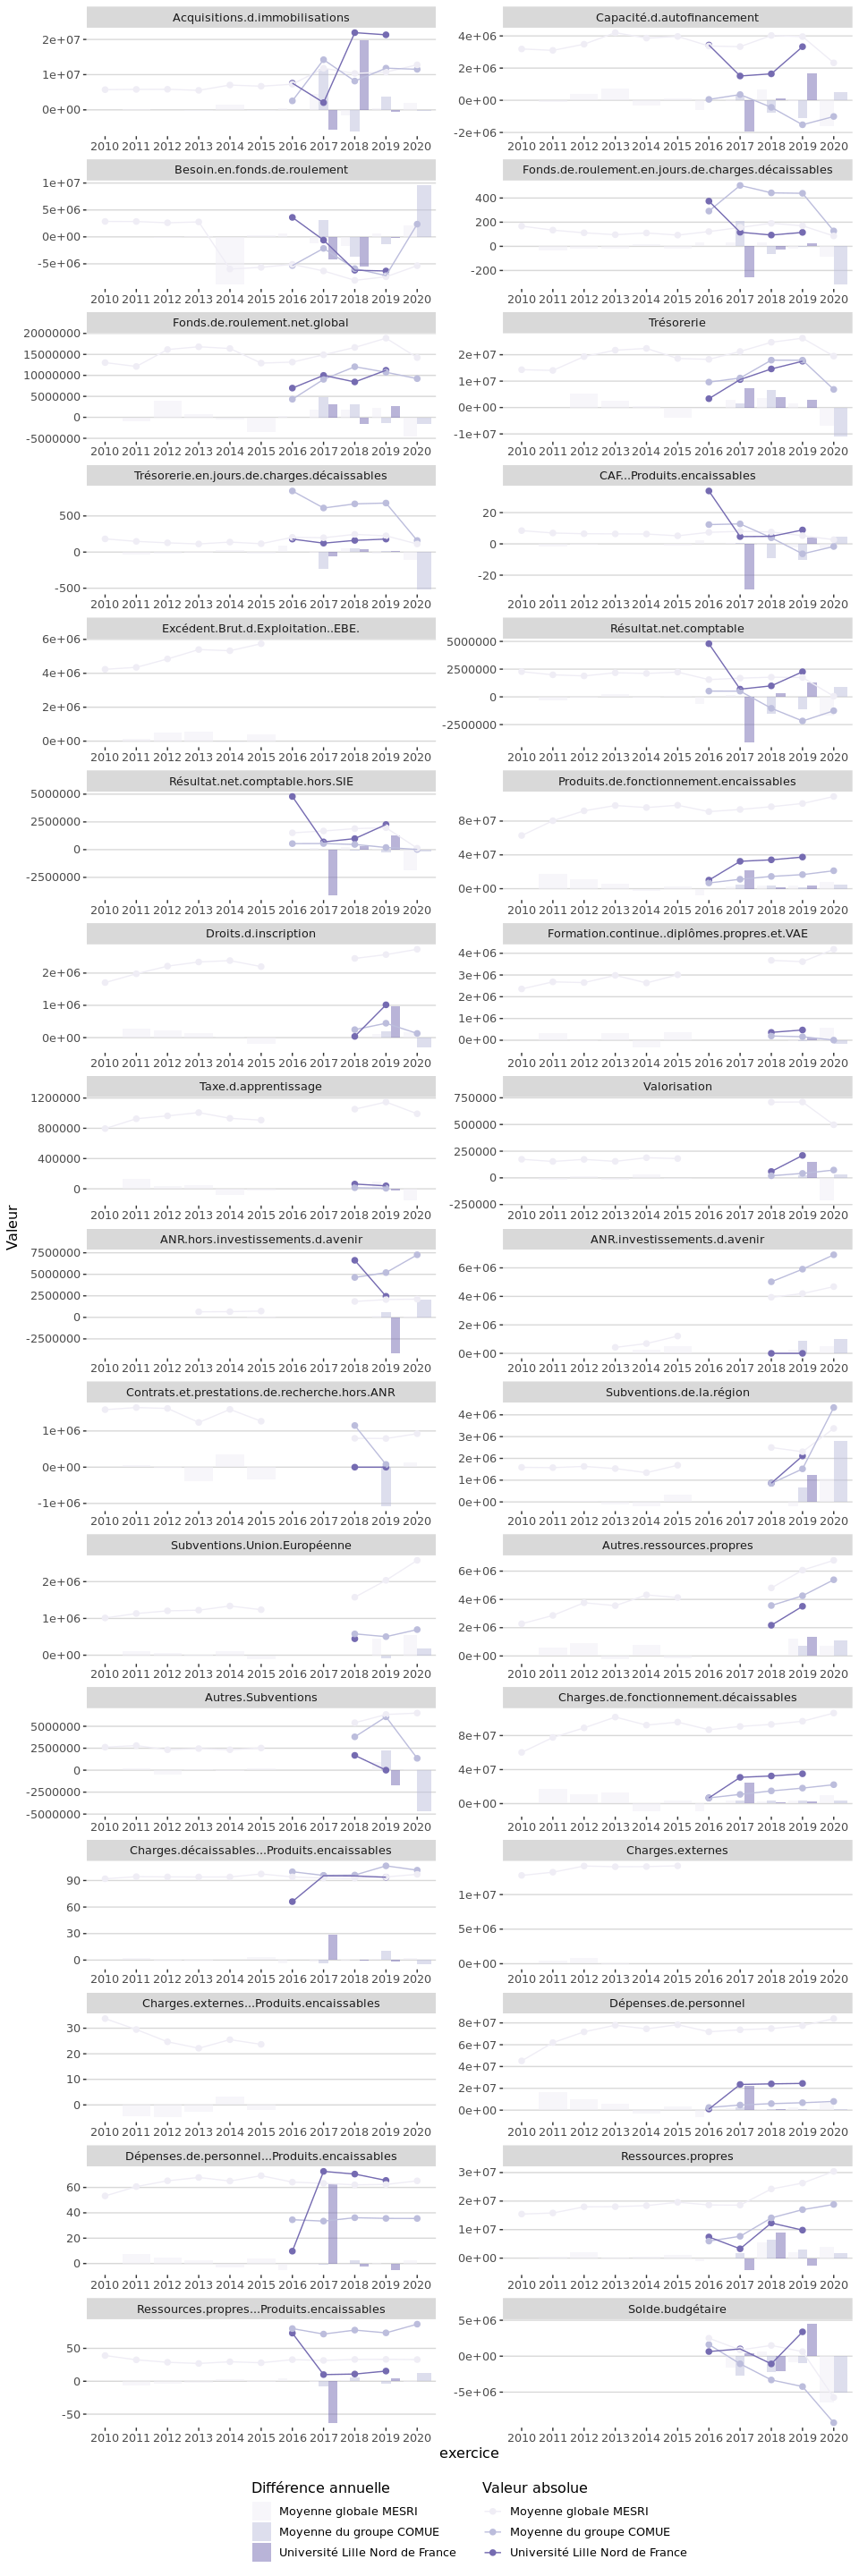 Acquisitions.d.immobilisations
2e+07
1e+07
0e+00
2010 2011 2012 2013 2014 2015 2016 2017 2018 2019 2020
Capacité.d.autofinancement
4e+06
2e+06
0e+00
-2e+06
2010 2011 2012 2013 2014 2015 2016 2017 2018 2019 2020
Besoin.en.fonds.de.roulement
1e+07
5e+06
0e+00
-5e+06
2010 2011 2012 2013 2014 2015 2016 2017 2018 2019 2020
Fonds.de.roulement.en.jours.de.charges.décaissables
400
200
0
-200
2010 2011 2012 2013 2014 2015 2016 2017 2018 2019 2020
Fonds.de.roulement.net.global
20000000
15000000
10000000
5000000
0
-5000000
2010 2011 2012 2013 2014 2015 2016 2017 2018 2019 2020
Trésorerie
2e+07
1e+07
0e+00
-1e+07
2010 2011 2012 2013 2014 2015 2016 2017 2018 2019 2020
Trésorerie.en.jours.de.charges.décaissables
500
0
-500
2010 2011 2012 2013 2014 2015 2016 2017 2018 2019 2020
CAF...Produits.encaissables
20
0
-20
2010 2011 2012 2013 2014 2015 2016 2017 2018 2019 2020
Excédent.Brut.d.Exploitation..EBE.
6e+06
4e+06
2e+06
0e+00
2010 2011 2012 2013 2014 2015 2016 2017 2018 2019 2020
Résultat.net.comptable
5000000
2500000
0
-2500000
2010 2011 2012 2013 2014 2015 2016 2017 2018 2019 2020
Résultat.net.comptable.hors.SIE
5000000
2500000
0
-2500000
2010 2011 2012 2013 2014 2015 2016 2017 2018 2019 2020
Produits.de.fonctionnement.encaissables
8e+07
4e+07
0e+00
2010 2011 2012 2013 2014 2015 2016 2017 2018 2019 2020
Droits.d.inscription
2e+06
1e+06
0e+00
2010 2011 2012 2013 2014 2015 2016 2017 2018 2019 2020
Formation.continue..diplômes.propres.et.VAE
4e+06
3e+06
2e+06
1e+06
0e+00
2010 2011 2012 2013 2014 2015 2016 2017 2018 2019 2020
Taxe.d.apprentissage
1200000
800000
400000
0
2010 2011 2012 2013 2014 2015 2016 2017 2018 2019 2020
Valorisation
750000
500000
250000
0
-250000
2010 2011 2012 2013 2014 2015 2016 2017 2018 2019 2020
Valeur
ANR.hors.investissements.d.avenir
7500000
5000000
2500000
0
-2500000
2010 2011 2012 2013 2014 2015 2016 2017 2018 2019 2020
ANR.investissements.d.avenir
6e+06
4e+06
2e+06
0e+00
2010 2011 2012 2013 2014 2015 2016 2017 2018 2019 2020
Contrats.et.prestations.de.recherche.hors.ANR
1e+06
0e+00
-1e+06
2010 2011 2012 2013 2014 2015 2016 2017 2018 2019 2020
Subventions.de.la.région
4e+06
3e+06
2e+06
1e+06
0e+00
2010 2011 2012 2013 2014 2015 2016 2017 2018 2019 2020
Subventions.Union.Européenne
2e+06
1e+06
0e+00
2010 2011 2012 2013 2014 2015 2016 2017 2018 2019 2020
Autres.ressources.propres
6e+06
4e+06
2e+06
0e+00
2010 2011 2012 2013 2014 2015 2016 2017 2018 2019 2020
Autres.Subventions
5000000
2500000
0
-2500000
-5000000
2010 2011 2012 2013 2014 2015 2016 2017 2018 2019 2020
Charges.de.fonctionnement.décaissables
8e+07
4e+07
0e+00
2010 2011 2012 2013 2014 2015 2016 2017 2018 2019 2020
Charges.décaissables...Produits.encaissables
90
60
30
0
2010 2011 2012 2013 2014 2015 2016 2017 2018 2019 2020
Charges.externes
1e+07
5e+06
0e+00
2010 2011 2012 2013 2014 2015 2016 2017 2018 2019 2020
Charges.externes...Produits.encaissables
30
20
10
0
2010 2011 2012 2013 2014 2015 2016 2017 2018 2019 2020
Dépenses.de.personnel
8e+07
6e+07
4e+07
2e+07
0e+00
2010 2011 2012 2013 2014 2015 2016 2017 2018 2019 2020
Dépenses.de.personnel...Produits.encaissables
60
40
20
0
2010 2011 2012 2013 2014 2015 2016 2017 2018 2019 2020
Ressources.propres
3e+07
2e+07
1e+07
0e+00
2010 2011 2012 2013 2014 2015 2016 2017 2018 2019 2020
Ressources.propres...Produits.encaissables
50
0
-50
2010 2011 2012 2013 2014 2015 2016 2017 2018 2019 2020
Solde.budgétaire
5e+06
0e+00
-5e+06
2010 2011 2012 2013 2014 2015 2016 2017 2018 2019 2020
exercice
Différence annuelle
Moyenne globale MESRI
Moyenne du groupe COMUE
Université Lille Nord de France
Valeur absolue
Moyenne globale MESRI
Moyenne du groupe COMUE
Université Lille Nord de France